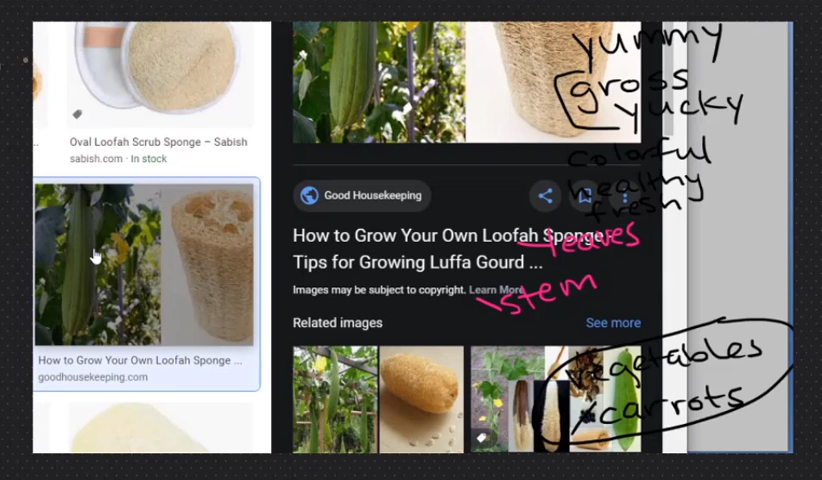 Oval Loofah Scrub Sponge – Sabish
sabish.com · In stock
How to Grow Your Own Loofah Sponge ...
goodhousekeeping.com
Good Housekeeping
How to Grow Your Own Loofah Sponge -
Tips for Growing Luffa Gourd ...
Images may be subject to copyright. Learn More
Related images
See more
yummy
gross
yucky
colorful
healthy
fresh
leaves
stem
vegetables
carrots